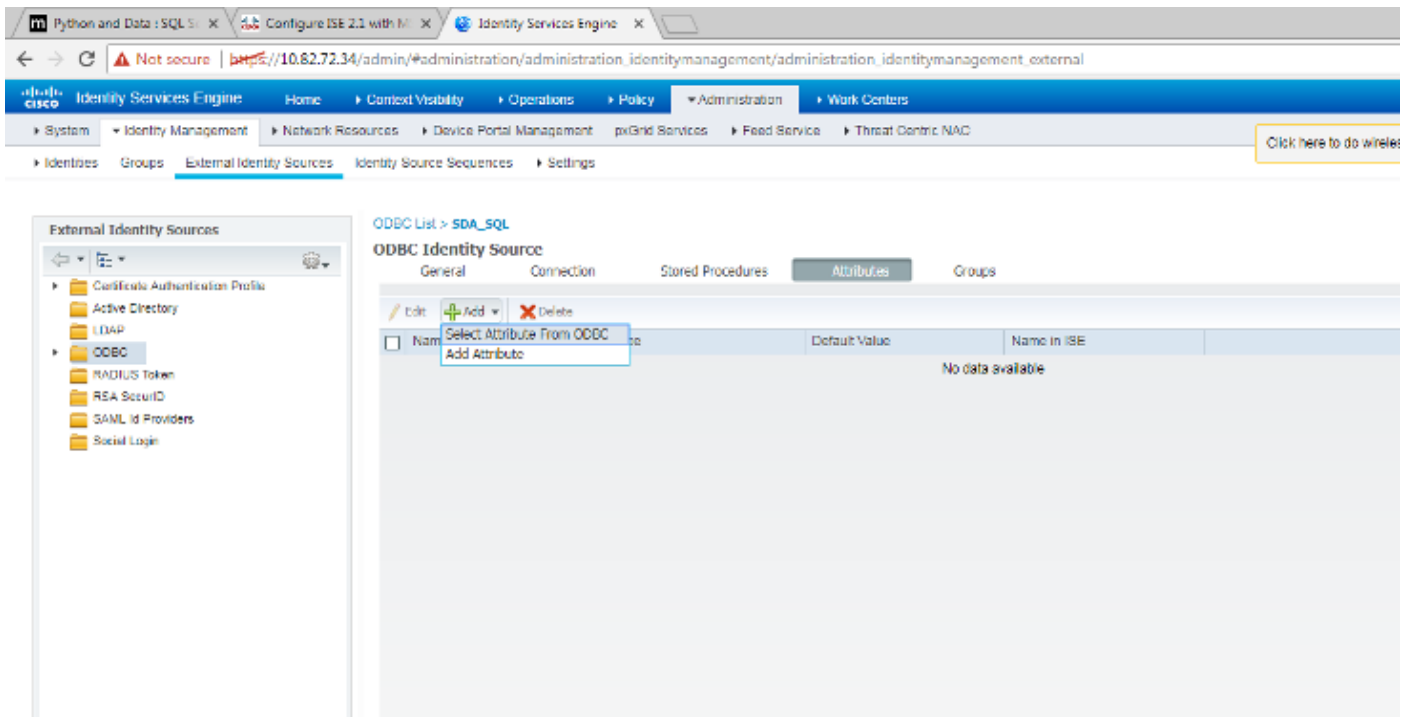 Python and Data : SQL S Configure ISE 2.1 with M Identity Services Engine
Not secure | https://10.82.72.34/admin/#administration/administration_identitymanagement/administration_identitymanagement_external
cisco Identity Services Engine Home Context Visibility Operations Policy Administration Work Centers
System Identity Management Network Resources Device Portal Management pxGrid Services Feed Service Threat Centric NAC
Click here to do wireles
Identities Groups External Identity Sources Identity Source Sequences Settings
External Identity Sources
Certificate Authentication Profile
Active Directory
LDAP
ODBC
RADIUS Token
RSA SecurID
SAML Id Providers
Social Login
ODBC List > SDA_SQL
ODBC Identity Source
General Connection Stored Procedures Attributes Groups
Edit Add Delete
Nam Default Value Name in ISE
Select Attribute From ODBC
Add Attribute
No data available